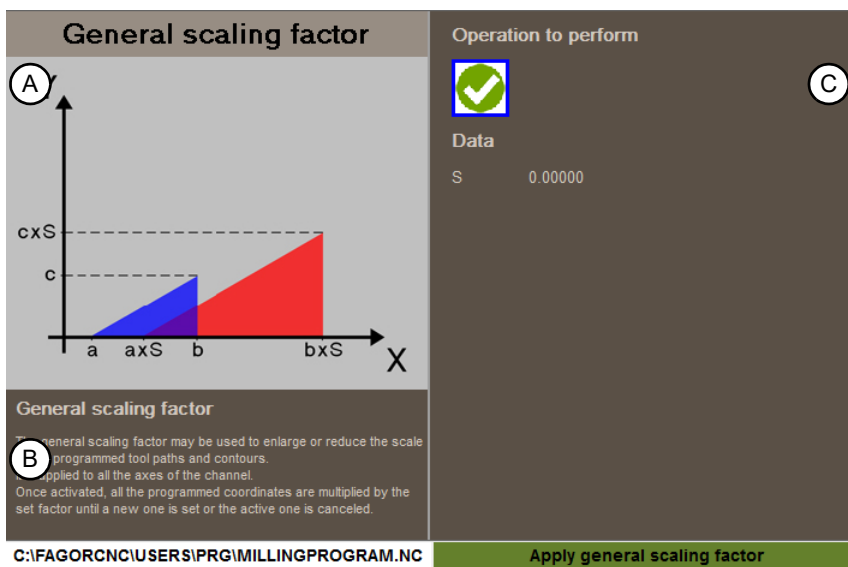 General scaling factor
A
Y
cxS
c
a axS b bxS
X
General scaling factor
general scaling factor may be used to enlarge or reduce the scale
B programmed tool paths and contours.
applied to all the axes of the channel.
Once activated, all the programmed coordinates are multiplied by the
set factor until a new one is set or the active one is canceled.
Operation to perform
C
Data
S 0.00000
C:\FAGORCNC\USERS\PRG\MILLINGPROGRAM.NC
Apply general scaling factor